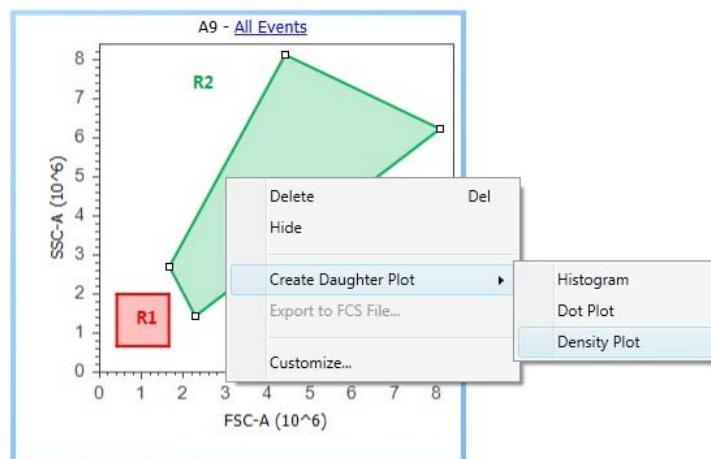 A9 - All Events
R2
8
7
6
5
4
3
2
1
0
SSC-A (10^6)
R1
0 1 2 3 4 5 6 7 8
FSC-A (10^6)
Delete Del
Hide
Create Daughter Plot
Export to FCS File...
Customize...
Histogram
Dot Plot
Density Plot